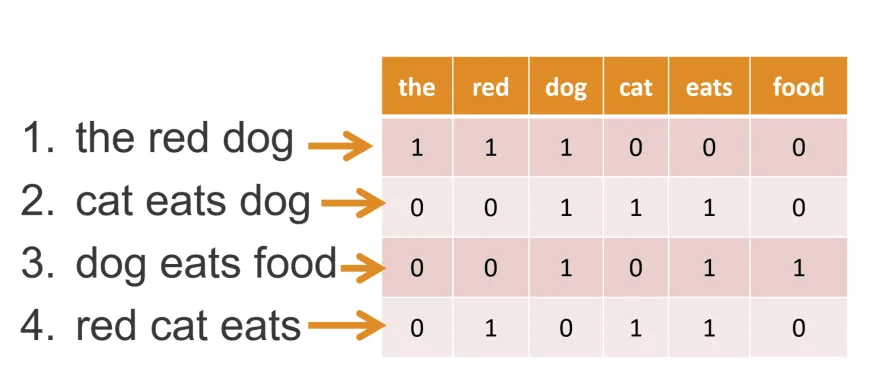 the red dog cat eats food
1. the red dog 1 1 1 0 0 0
2. cat eats dog 0 0 1 1 1 0
3. dog eats food 0 0 1 0 1 1
4. red cat eats 0 1 0 1 1 0